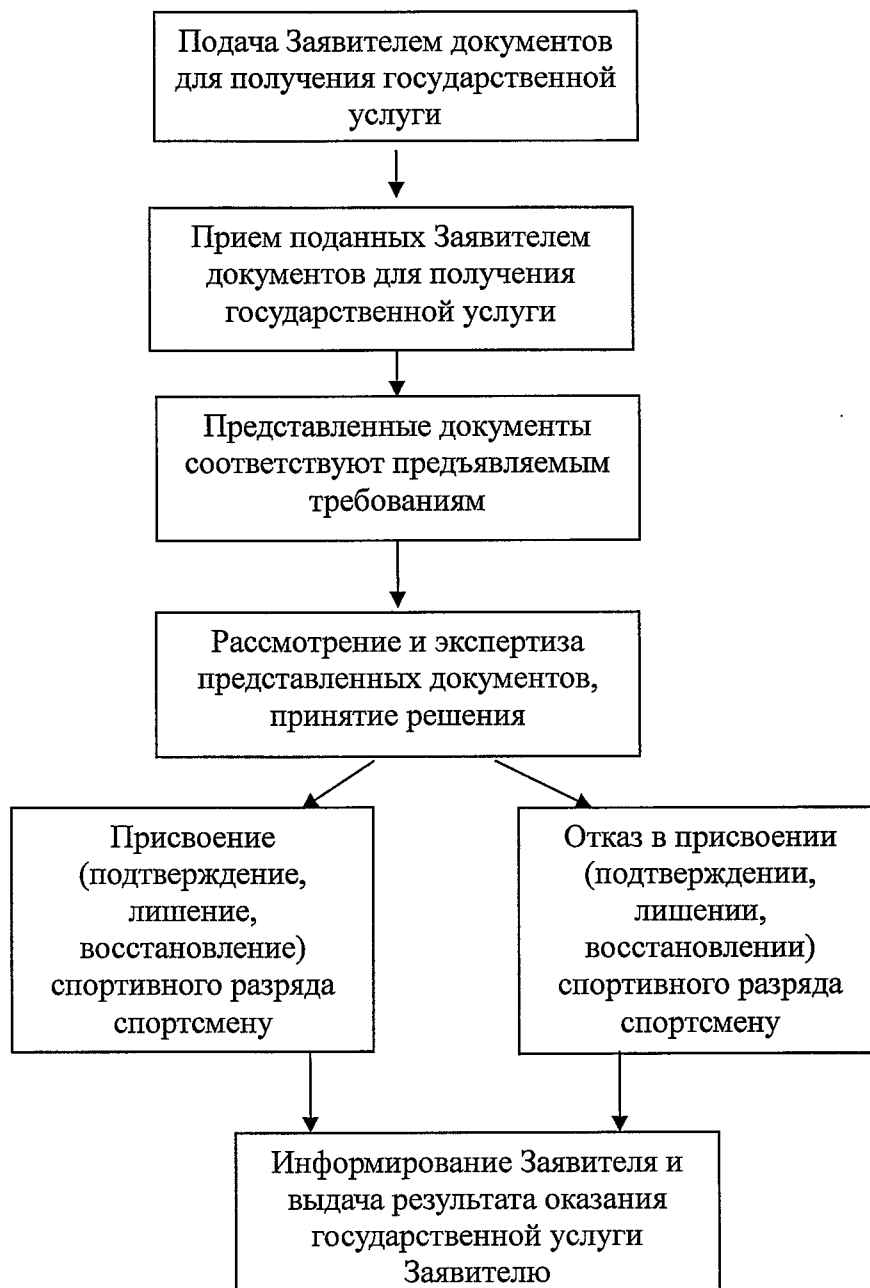 Подача Заявителем документов
для получения государственной
услуги
Прием поданных Заявителем
документов для получения
государственной услуги
Представленные документы
соответствуют предъявляемым
требованиям
Рассмотрение и экспертиза
представленных документов,
принятие решения
Присвоение
(подтверждение,
лишение,
восстановление)
спортивного разряда
спортсмену
Отказ в присвоении
(подтверждении,
лишении,
восстановлении)
спортивного разряда
спортсмену
Информирование Заявителя и
выдача результата оказания
государственной услуги
Заявителю